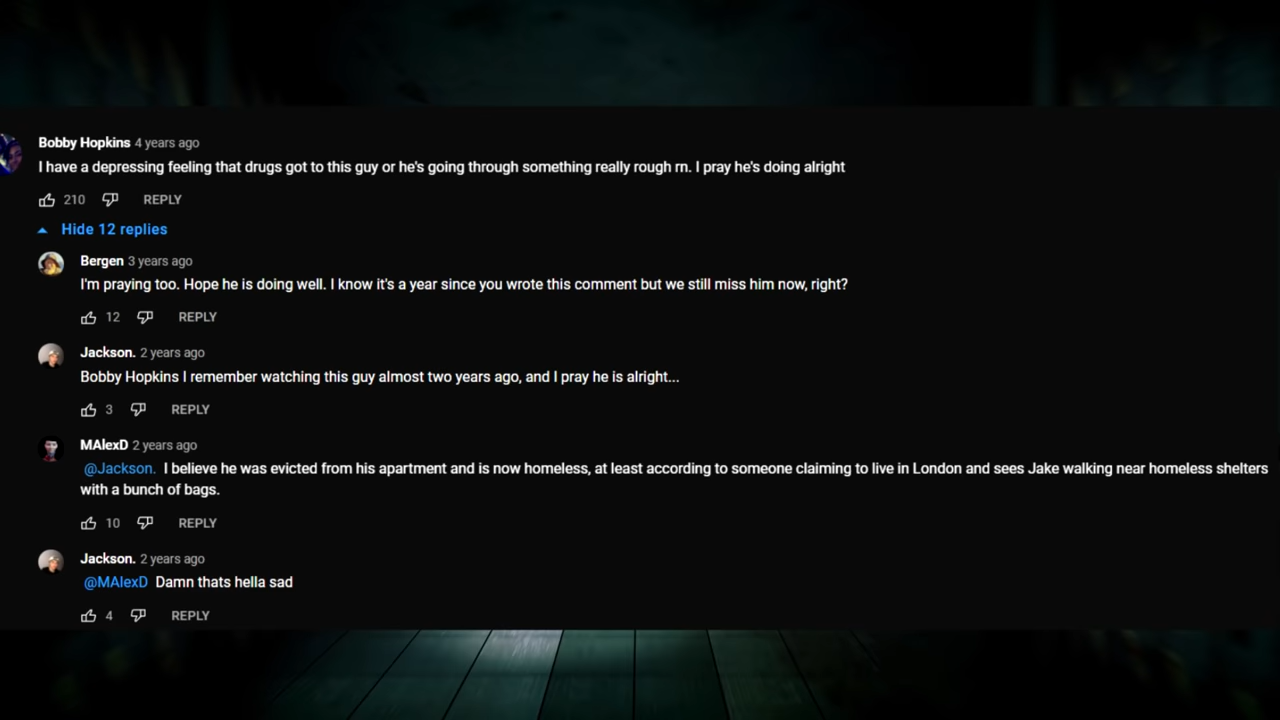 Bobby Hopkins 4 years ago
I have a depressing feeling that drugs got to this guy or he's going through something really rough rn. I pray he's doing alright
210 REPLY
Hide 12 replies
Bergen 3 years ago
I'm praying too. Hope he is doing well. I know it's a year since you wrote this comment but we still miss him now, right?
12 REPLY
Jackson. 2 years ago
Bobby Hopkins I remember watching this guy almost two years ago, and I pray he is alright...
3 REPLY
MAlexD 2 years ago
@Jackson. I believe he was evicted from his apartment and is now homeless, at least according to someone claiming to live in London and sees Jake walking near homeless shelters
with a bunch of bags.
10 REPLY
Jackson. 2 years ago
@MAlexD Damn thats hella sad
4 REPLY